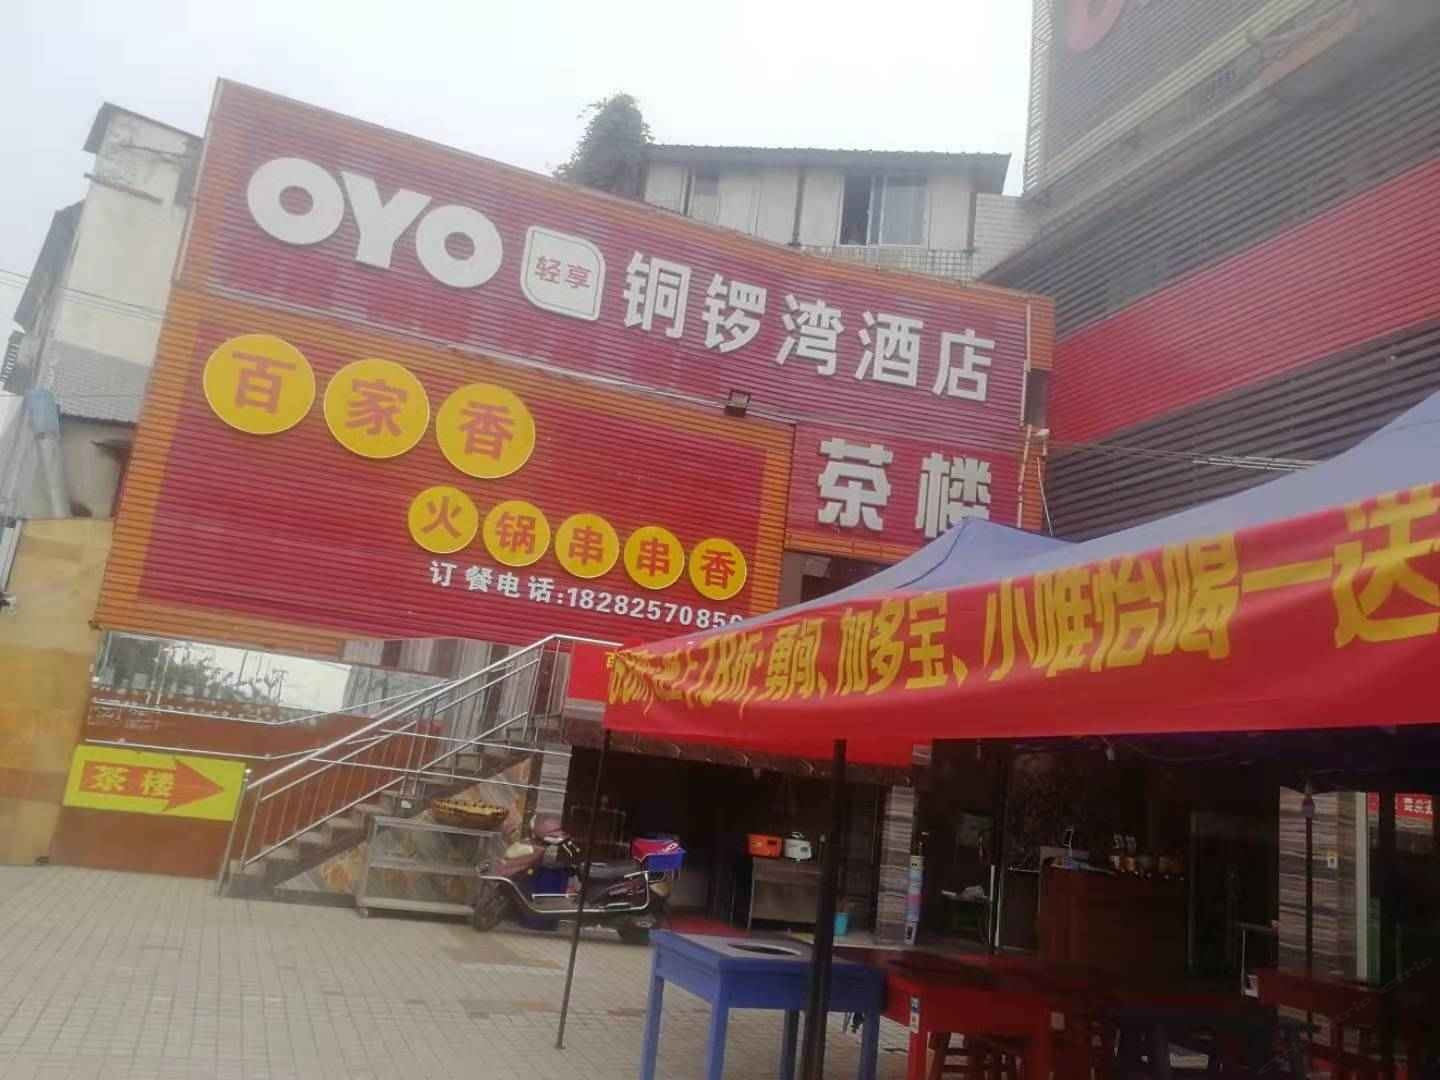 OYO 轻享 铜锣湾酒店
百家香
火锅串串香
订餐电话:1828257085
茶楼
茶楼
勇闯、加多宝、小唯怡喝一送